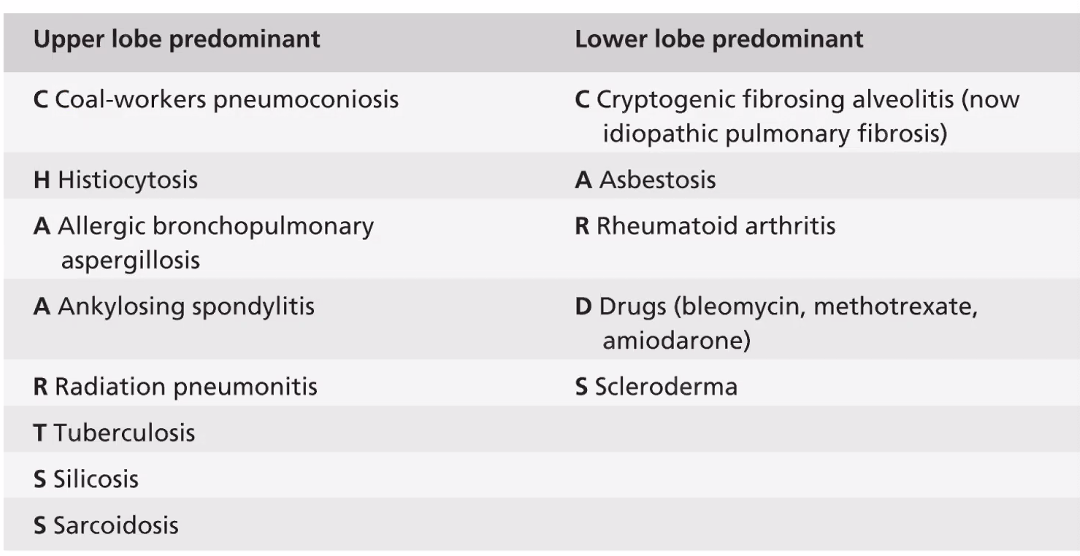 Upper lobe predominant
Lower lobe predominant
C Coal-workers pneumoconiosis
C Cryptogenic fibrosing alveolitis (now
idiopathic pulmonary fibrosis)
H Histiocytosis
A Asbestosis
A Allergic bronchopulmonary
aspergillosis
R Rheumatoid arthritis
A Ankylosing spondylitis
D Drugs (bleomycin, methotrexate,
amiodarone)
R Radiation pneumonitis
S Scleroderma
T Tuberculosis
S Silicosis
S Sarcoidosis